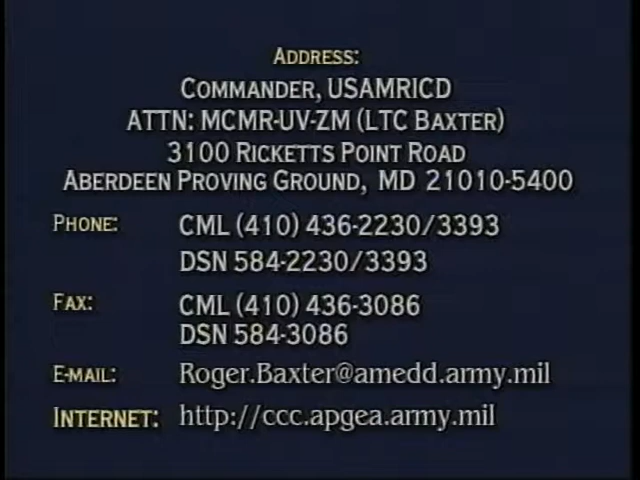 Address:
Commander, USAMRICD
ATTN: MCMR-UV-ZM (LTC Baxter)
3100 Ricketts Point Road
Aberdeen Proving Ground, MD 21010-5400
Phone: CML (410) 436-2230/3393
DSN 584-2230/3393
Fax: CML (410) 436-3086
DSN 584-3086
E-mail: Roger.Baxter@amedd.army.mil
Internet: http://ccc.apgea.army.mil